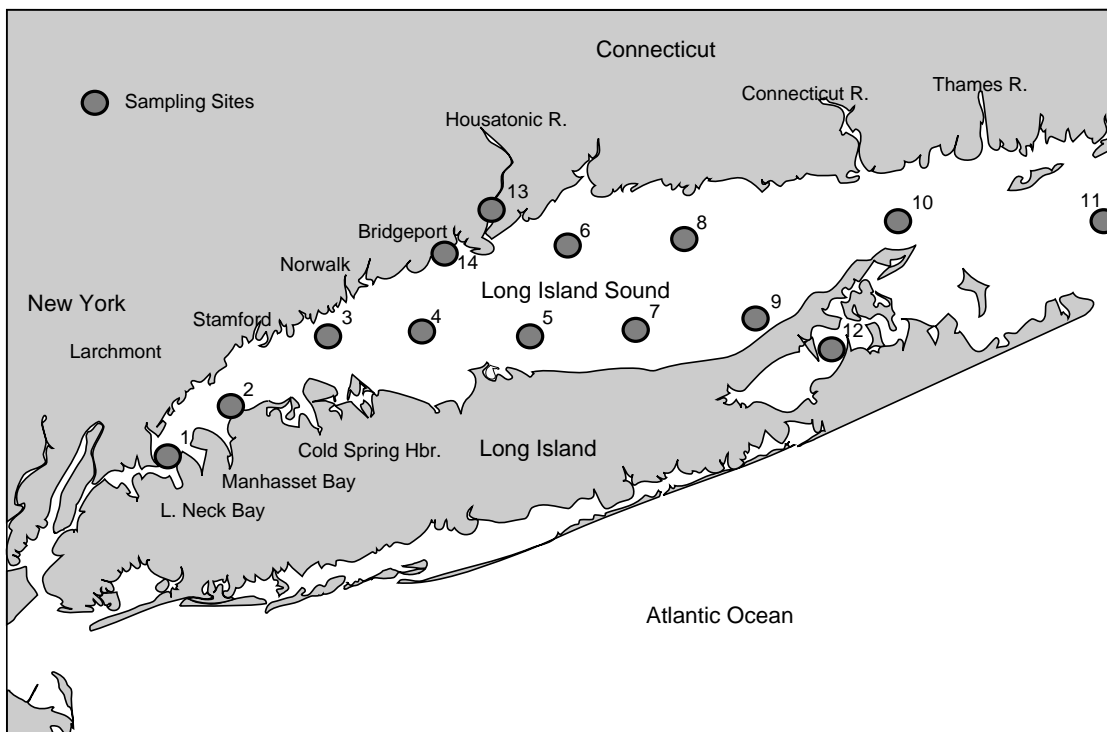 Connecticut
Thames R.
Connecticut R.
Sampling Sites
Housatonic R.
13
10
11
8
6
Bridgeport
14
Norwalk
Long Island Sound
New York
Stamford
3
4
5
7
9
12
Larchmont
2
1
Cold Spring Hbr.
Long Island
Manhasset Bay
L. Neck Bay
Atlantic Ocean